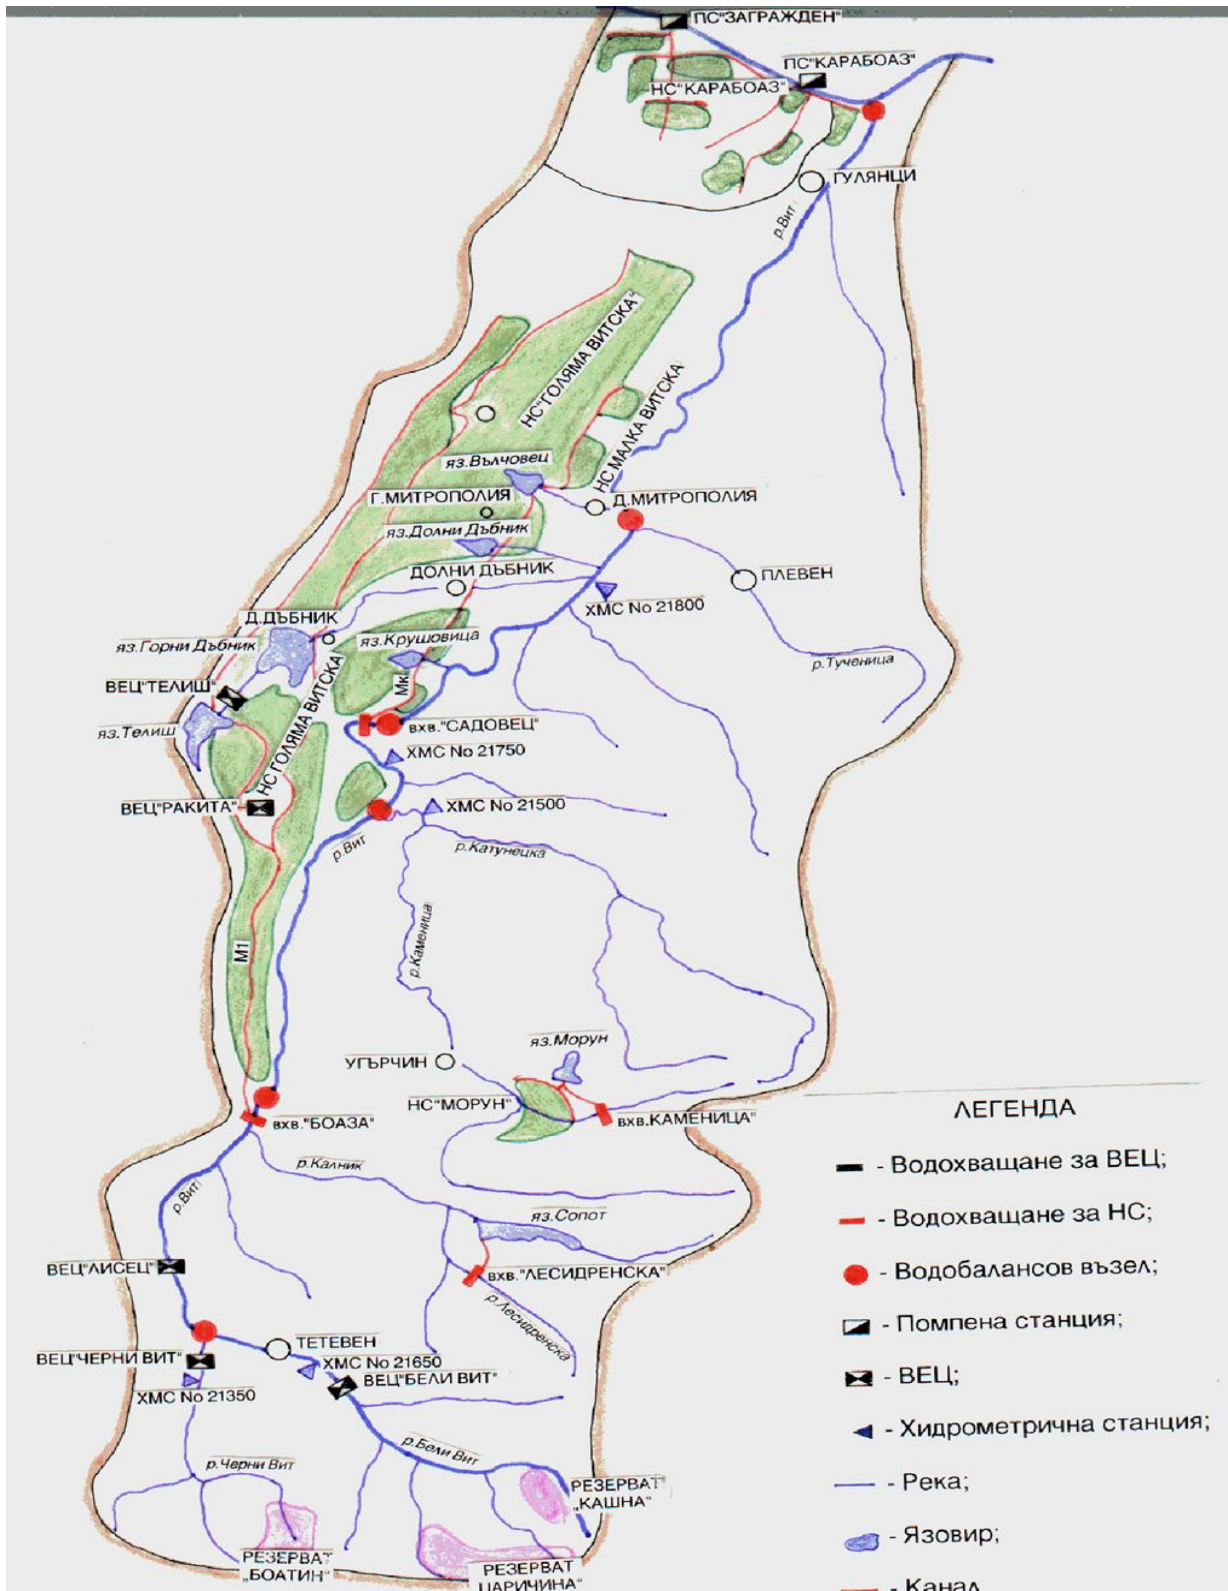 ПС"ЗАГРАЖДЕН"
ПС"КАРАБОАЗ"
НС"КАРАБОАЗ"
ГУЛЯНЦИ
р.Вит
НС"ГОЛЯМА ВИТСКА"
НС МАЛКА ВИТСКА
яз.Вълчовец
Г.МИТРОПОЛИЯ
Д.МИТРОПОЛИЯ
яз.Долни Дъбник
ДОЛНИ ДЪБНИК
ПЛЕВЕН
ХМС No 21800
Д.ДЪБНИК
яз.Горни Дъбник
яз.Крушовица
р.Тученица
ВЕЦ"ТЕЛИШ"
Мк
НС ГОЛЯМА ВИТСКА
яз.Телиш
вхв."САДОВЕЦ"
ХМС No 21750
ВЕЦ"РАКИТА"
ХМС No 21500
р.Вит
р.Катунецка
р.Каменица
М1
яз.Морун
УГЪРЧИН
НС"МОРУН"
вхв.КАМЕНИЦА"
вхв."БОАЗА"
р.Калник
р.Вит
яз.Сопот
ВЕЦ"ЛИСЕЦ"
вхв."ЛЕСИДРЕНСКА"
р.Лесидренска
ТЕТЕВЕН
ВЕЦ"ЧЕРНИ ВИТ"
ХМС No 21650
ВЕЦ"БЕЛИ ВИТ"
ХМС No 21350
р.Бели Вит
р.Черни Вит
РЕЗЕРВАТ
„КАШНА"
РЕЗЕРВАТ
„БОАТИН"
РЕЗЕРВАТ
ЦАРИЧИНА"
ЛЕГЕНДА
- Водохващане за ВЕЦ;
- Водохващане за НС;
- Водобалансов възел;
- Помпена станция;
- ВЕЦ;
- Хидрометрична станция;
- Река;
- Язовир;
- Канал